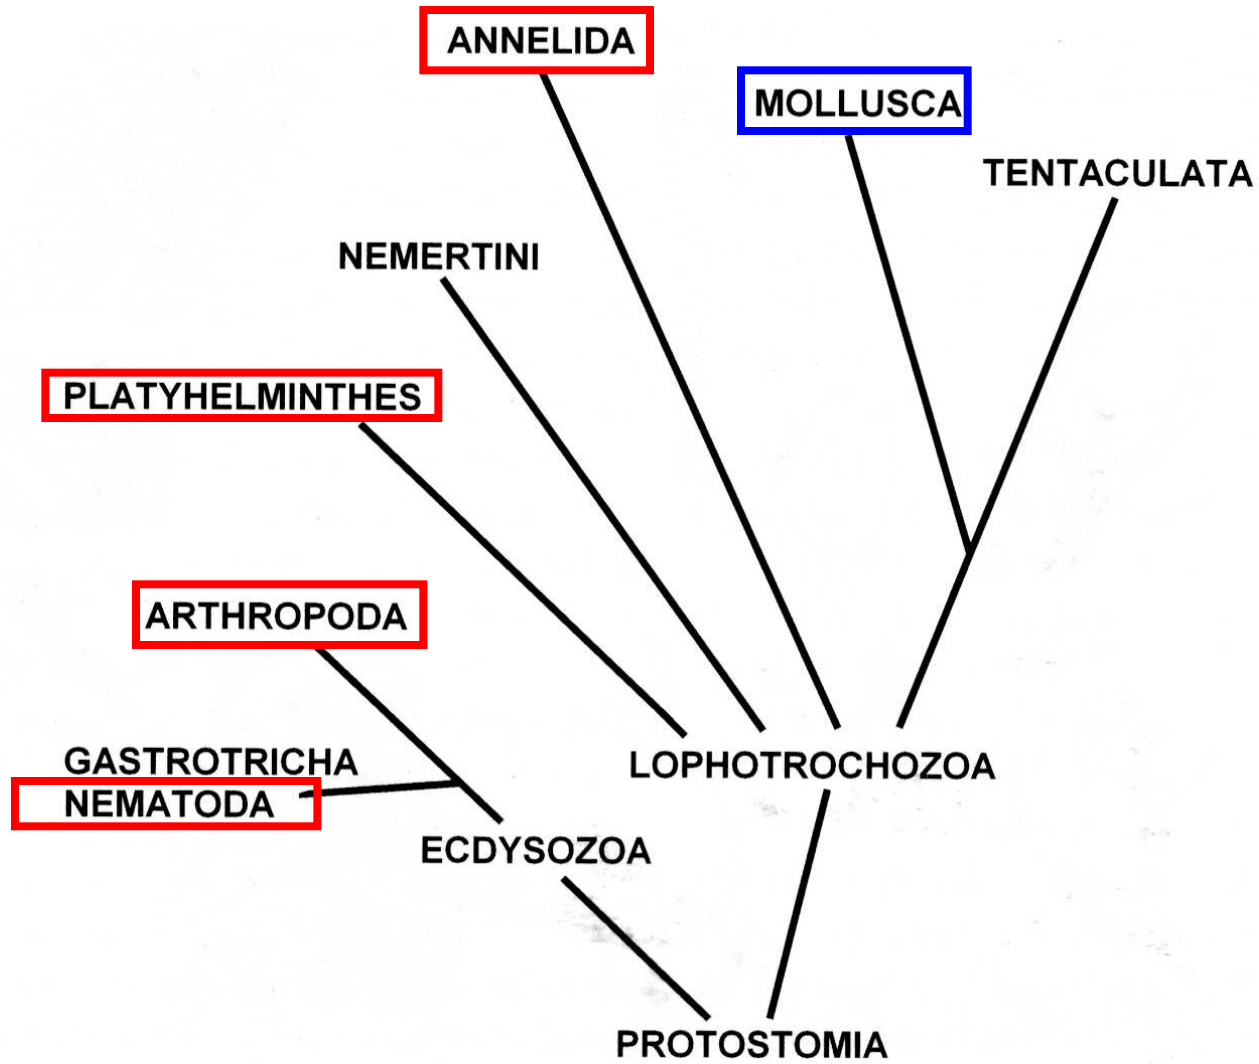 ANNELIDA
MOLLUSCA
TENTACULATA
NEMERTINI
PLATYHELMINTHES
ARTHROPODA
GASTROTRICHA
NEMATODA
LOPHOTROCHOZOA
ECDYSOZOA
PROTOSTOMIA